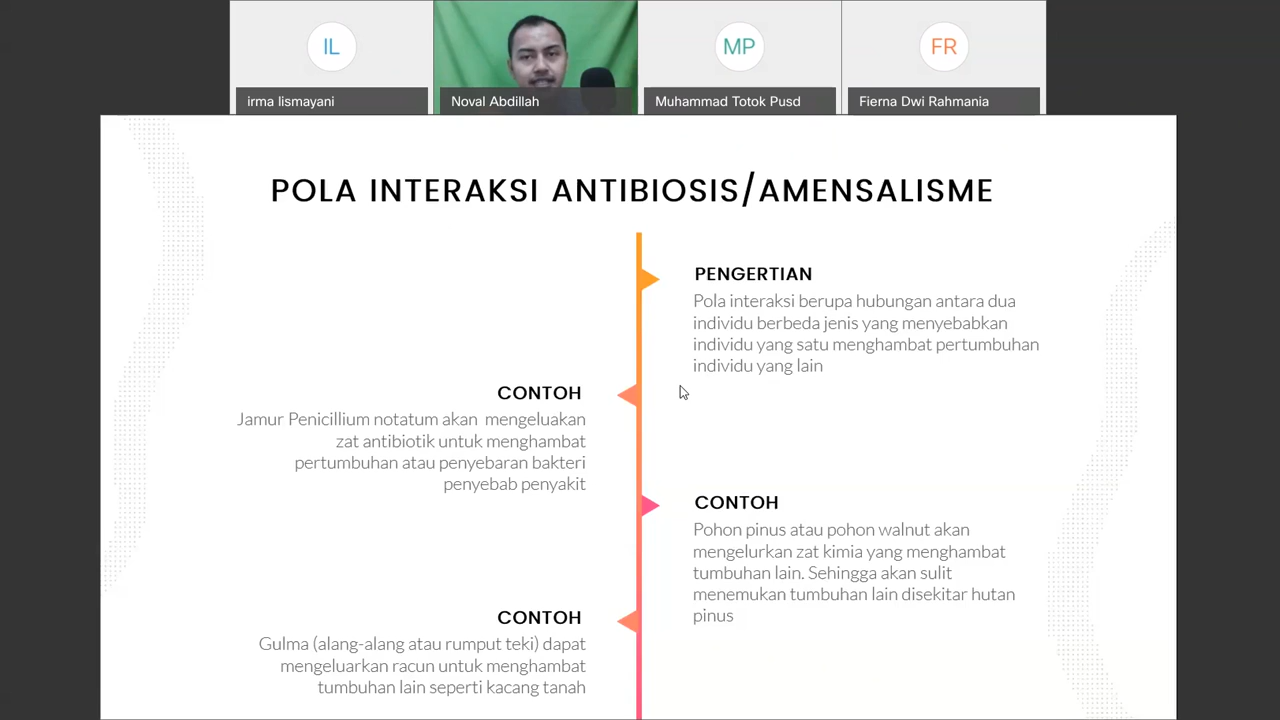 IL
MP
FR
irma lismayani
Noval Abdillah
Muhammad Totok Pusd
Fierna Dwi Rahmania
POLA INTERAKSI ANTIBIOSIS/AMENSALISME
PENGERTIAN
Pola interaksi berupa hubungan antara dua
individu berbeda jenis yang menyebabkan
individu yang satu menghambat pertumbuhan
individu yang lain
CONTOH
Jamur Penicillium notatum akan mengeluakan
zat antibiotik untuk menghambat
pertumbuhan atau penyebaran bakteri
penyebab penyakit
CONTOH
Pohon pinus atau pohon walnut akan
mengelurkan zat kimia yang menghambat
tumbuhan lain. Sehingga akan sulit
menemukan tumbuhan lain disekitar hutan
pinus
CONTOH
Gulma (alang-alang atau rumput teki) dapat
mengeluarkan racun untuk menghambat
tumbuhan lain seperti kacang tanah